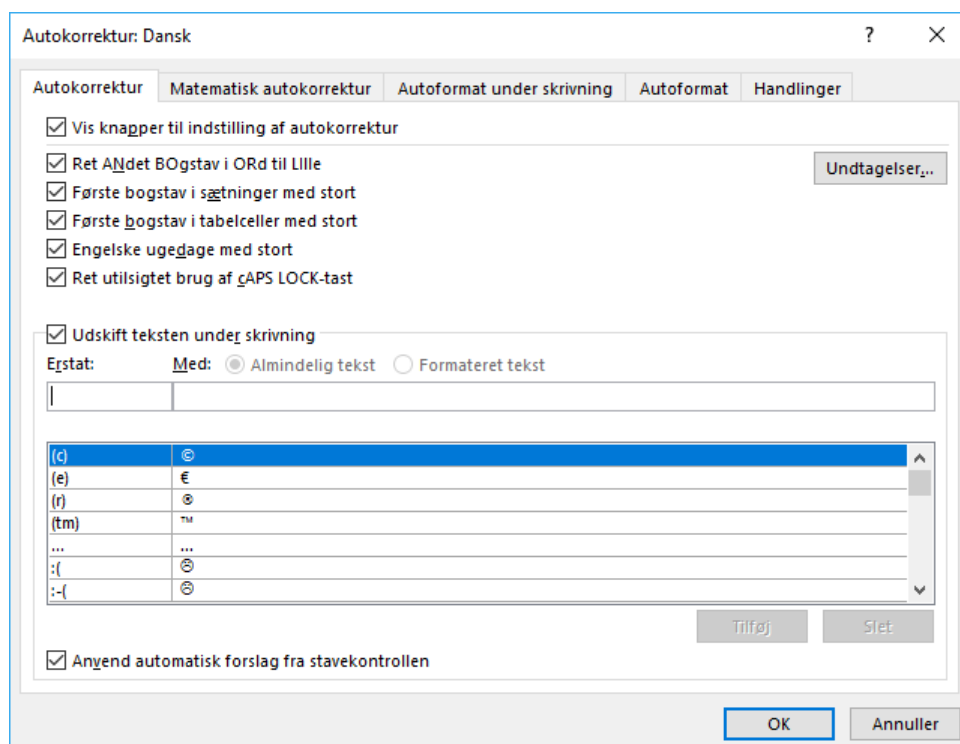 Autokorrektur: Dansk ? ✕
Autokorrektur Matematisk autokorrektur Autoformat under skrivning Autoformat Handlinger
Vis knapper til indstilling af autokorrektur
Ret ANdet BOgstav i ORd til LIlle
Undtagelser...
Første bogstav i sætninger med stort
Første bogstav i tabelceller med stort
Engelske ugedage med stort
Ret utilsigtet brug af cAPS LOCK-tast
Udskift teksten under skrivning
Erstat: Med: Almindelig tekst Formateret tekst
(c) ©
(e) €
(r) ®
(tm) ™
... ...
:( ☹
:-( ☹
Tilføj Slet
Anvend automatisk forslag fra stavekontrollen
OK Annuller